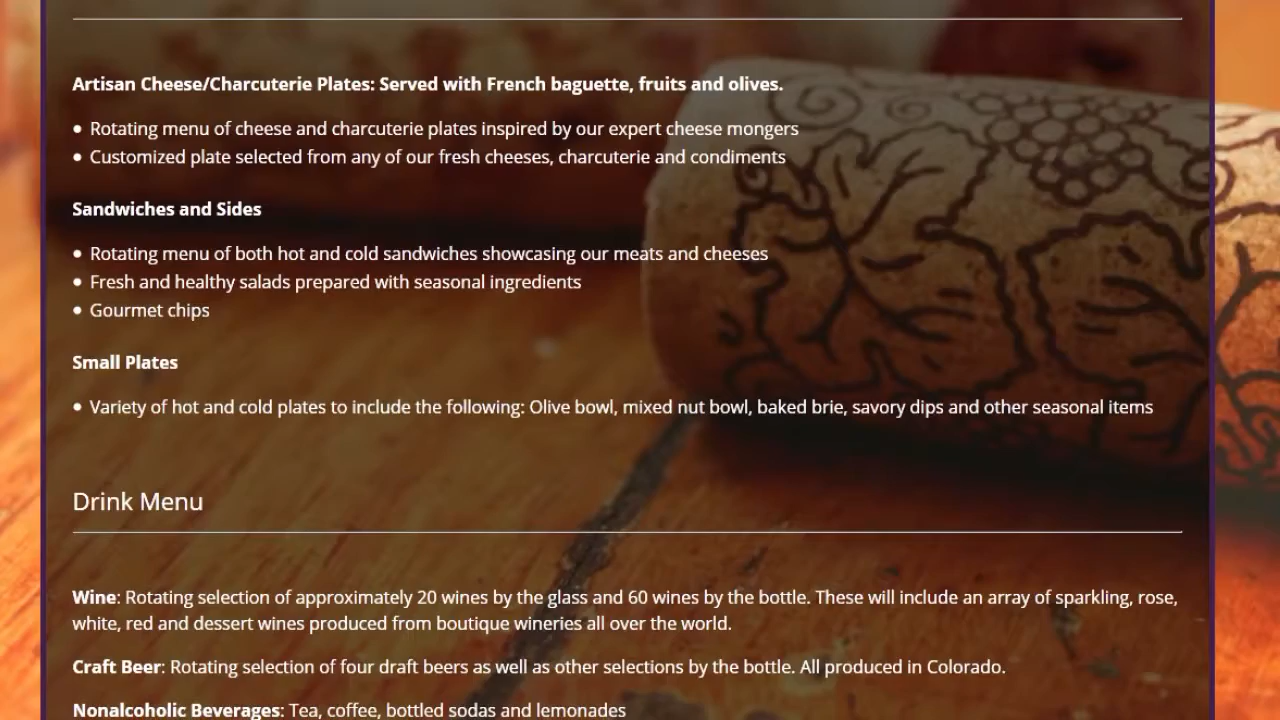 Artisan Cheese/Charcuterie Plates: Served with French baguette, fruits and olives.
• Rotating menu of cheese and charcuterie plates inspired by our expert cheese mongers
• Customized plate selected from any of our fresh cheeses, charcuterie and condiments
Sandwiches and Sides
• Rotating menu of both hot and cold sandwiches showcasing our meats and cheeses
• Fresh and healthy salads prepared with seasonal ingredients
• Gourmet chips
Small Plates
• Variety of hot and cold plates to include the following: Olive bowl, mixed nut bowl, baked brie, savory dips and other seasonal items
Drink Menu
Wine: Rotating selection of approximately 20 wines by the glass and 60 wines by the bottle. These will include an array of sparkling, rose,
white, red and dessert wines produced from boutique wineries all over the world.
Craft Beer: Rotating selection of four draft beers as well as other selections by the bottle. All produced in Colorado.
Nonalcoholic Beverages: Tea, coffee, bottled sodas and lemonades